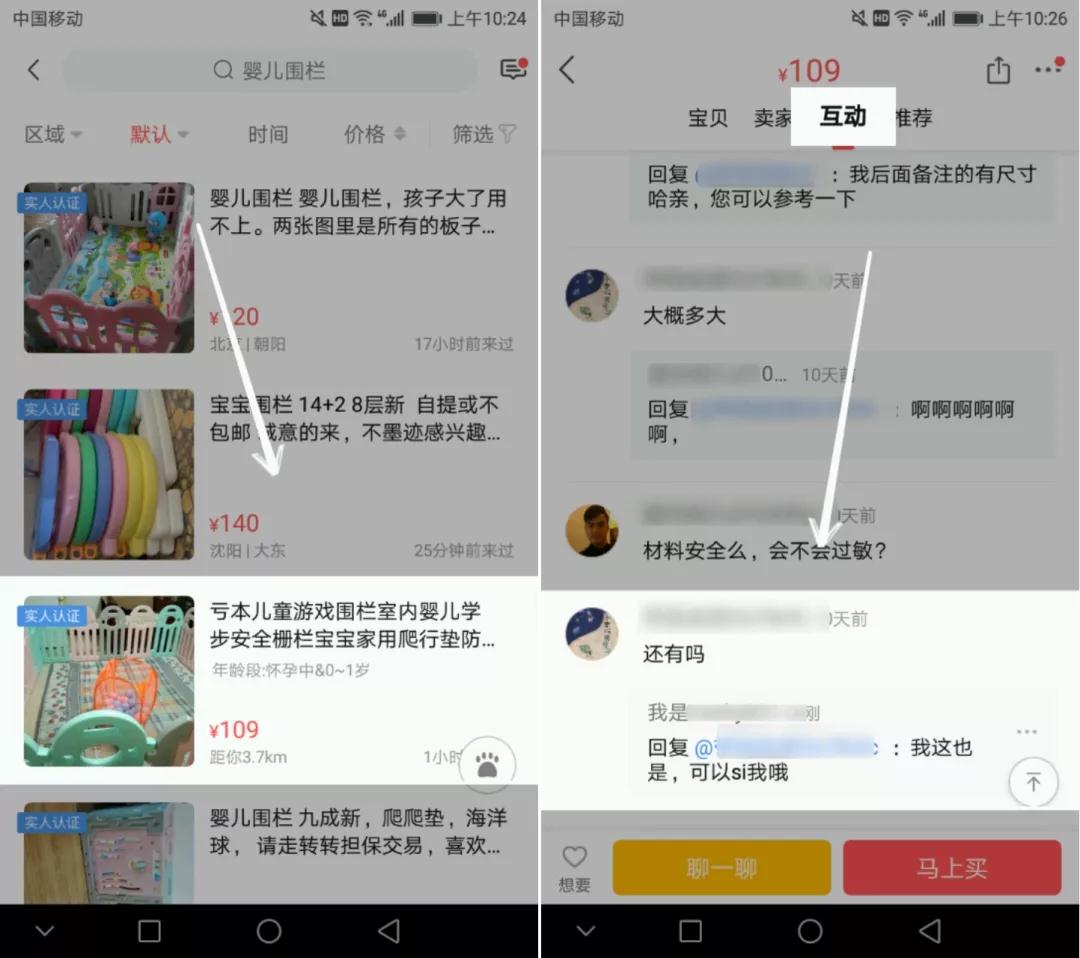 中国移动
HD
4G
上午10:24
婴儿围栏
区域
默认
时间
价格
筛选
实人认证
婴儿围栏 婴儿围栏，孩子大了用
不上。两张图里是所有的板子...
¥120
北京 | 朝阳
17小时前来过
实人认证
宝宝围栏 14+2 8层新 自提或不
包邮 诚意的来，不墨迹感兴趣...
¥140
沈阳 | 大东
25分钟前来过
实人认证
亏本儿童游戏围栏室内婴儿学
步安全栅栏宝宝家用爬行垫防...
年龄段:怀孕中&0~1岁
¥109
距你3.7km
1小时
实人认证
婴儿围栏 九成新，爬爬垫，海洋
球， 请走转转担保交易，喜欢...
中国移动
HD
4G
上午10:26
¥109
宝贝
卖家
互动
推荐
回复
：我后面备注的有尺寸
哈亲，您可以参考一下
天前
大概多大
0...
10天前
回复
：啊啊啊啊啊
啊，
天前
材料安全么，会不会过敏？
天前
还有吗
我是
刚
回复 @
：我这也
是，可以si我哦
想要
聊一聊
马上买